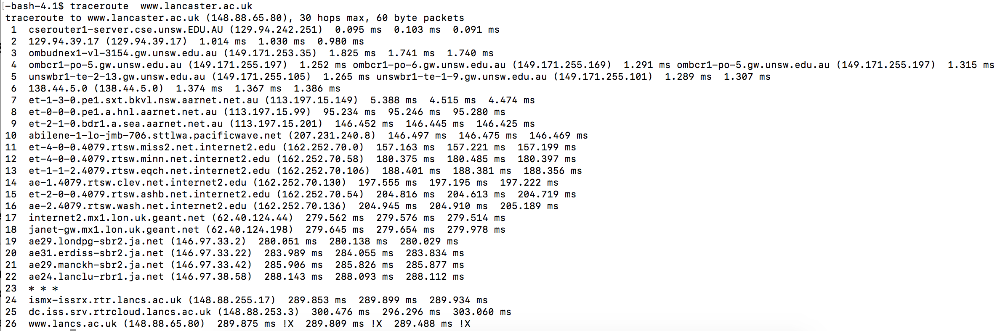 [-bash-4.1$ traceroute  www.lancaster.ac.uk
traceroute to www.lancaster.ac.uk (148.88.65.80), 30 hops max, 60 byte packets
 1  cserouter1-server.cse.unsw.EDU.AU (129.94.242.251)  0.095 ms  0.103 ms  0.091 ms
 2  129.94.39.17 (129.94.39.17)  1.014 ms  1.030 ms  0.980 ms
 3  ombudnex1-vl-3154.gw.unsw.edu.au (149.171.253.35)  1.825 ms  1.741 ms  1.740 ms
 4  ombcr1-po-5.gw.unsw.edu.au (149.171.255.197)  1.252 ms ombcr1-po-6.gw.unsw.edu.au (149.171.255.169)  1.291 ms ombcr1-po-5.gw.unsw.edu.au (149.171.255.197)  1.315 ms
 5  unswbr1-te-2-13.gw.unsw.edu.au (149.171.255.105)  1.265 ms unswbr1-te-1-9.gw.unsw.edu.au (149.171.255.101)  1.289 ms  1.307 ms
 6  138.44.5.0 (138.44.5.0)  1.374 ms  1.367 ms  1.386 ms
 7  et-1-3-0.pe1.sxt.bkvl.nsw.aarnet.net.au (113.197.15.149)  5.388 ms  4.515 ms  4.474 ms
 8  et-0-0-0.pe1.a.hnl.aarnet.net.au (113.197.15.99)  95.234 ms  95.246 ms  95.280 ms
 9  et-2-1-0.bdr1.a.sea.aarnet.net.au (113.197.15.201)  146.452 ms  146.445 ms  146.425 ms
10  abilene-1-lo-jmb-706.sttlwa.pacificwave.net (207.231.240.8)  146.497 ms  146.475 ms  146.469 ms
11  et-4-0-0.4079.rtsw.miss2.net.internet2.edu (162.252.70.0)  157.163 ms  157.221 ms  157.199 ms
12  et-4-0-0.4079.rtsw.minn.net.internet2.edu (162.252.70.58)  180.375 ms  180.485 ms  180.397 ms
13  et-1-1-2.4079.rtsw.eqch.net.internet2.edu (162.252.70.106)  188.401 ms  188.381 ms  188.356 ms
14  ae-1.4079.rtsw.clev.net.internet2.edu (162.252.70.130)  197.555 ms  197.195 ms  197.222 ms
15  et-2-0-0.4079.rtsw.ashb.net.internet2.edu (162.252.70.54)  204.816 ms  204.613 ms  204.719 ms
16  ae-2.4079.rtsw.wash.net.internet2.edu (162.252.70.136)  204.945 ms  204.910 ms  205.189 ms
17  internet2.mx1.lon.uk.geant.net (62.40.124.44)  279.562 ms  279.576 ms  279.514 ms
18  janet-gw.mx1.lon.uk.geant.net (62.40.124.198)  279.645 ms  279.654 ms  279.978 ms
19  ae29.londpg-sbr2.ja.net (146.97.33.2)  280.051 ms  280.138 ms  280.029 ms
20  ae31.erdiss-sbr2.ja.net (146.97.33.22)  283.989 ms  284.055 ms  283.834 ms
21  ae29.manckh-sbr2.ja.net (146.97.33.42)  285.906 ms  285.826 ms  285.877 ms
22  ae24.lanclu-rbr1.ja.net (146.97.38.58)  288.143 ms  288.093 ms  288.112 ms
23  * * *
24  ismx-issrx.rtr.lancs.ac.uk (148.88.255.17)  289.853 ms  289.899 ms  289.934 ms
25  dc.iss.srv.rtrcloud.lancs.ac.uk (148.88.253.3)  300.476 ms  296.296 ms  303.060 ms
26  www.lancs.ac.uk (148.88.65.80)  289.875 ms !X  289.809 ms !X  289.488 ms !X